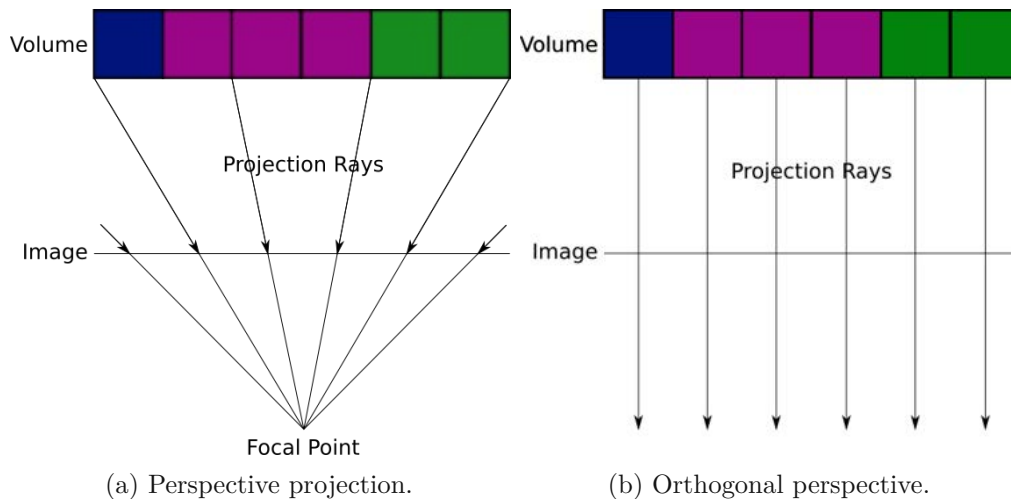 Volume
Projection Rays
Image
Focal Point
(a) Perspective projection.
Volume
Projection Rays
Image
(b) Orthogonal perspective.